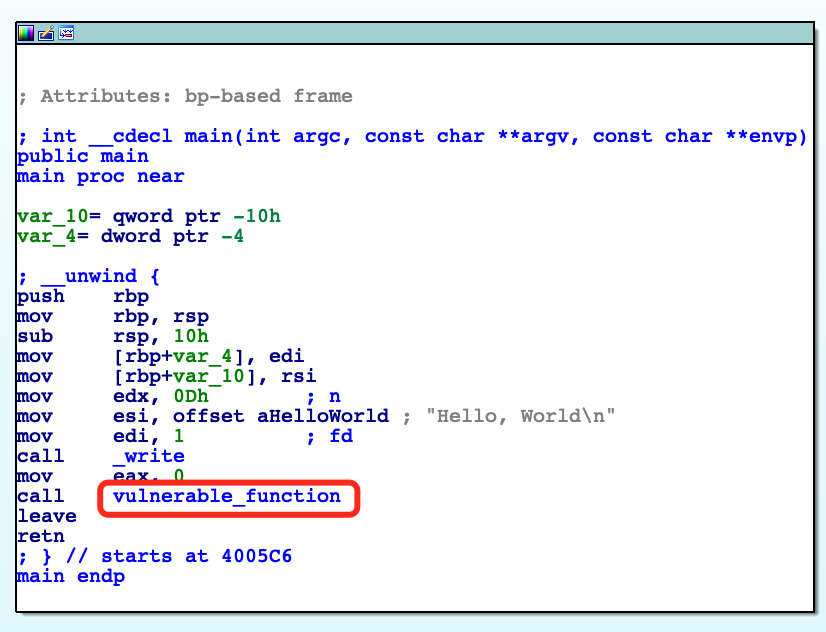 ; Attributes: bp-based frame
; int __cdecl main(int argc, const char **argv, const char **envp)
public main
main proc near
var_10= qword ptr -10h
var_4= dword ptr -4
; __unwind {
push    rbp
mov     rbp, rsp
sub     rsp, 10h
mov     [rbp+var_4], edi
mov     [rbp+var_10], rsi
mov     edx, 0Dh        ; n
mov     esi, offset aHelloWorld ; "Hello, World\n"
mov     edi, 1          ; fd
call    _write
mov     eax, 0
call    vulnerable_function
leave
retn
; } // starts at 4005C6
main endp